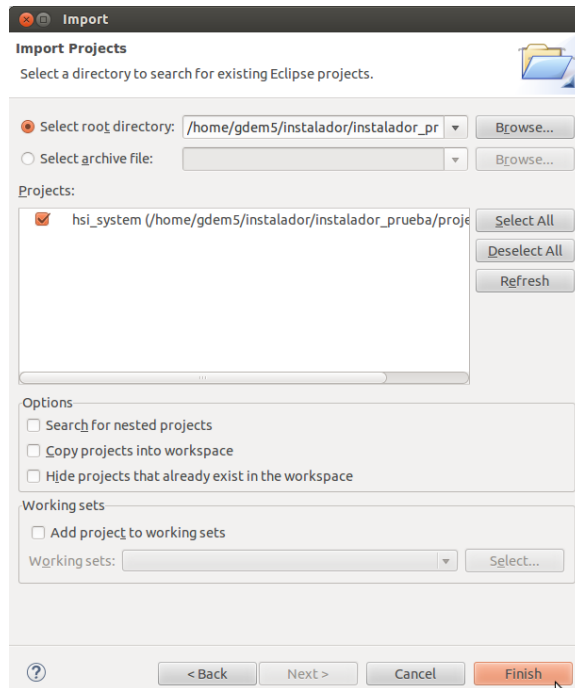 Import
Import Projects
Select a directory to search for existing Eclipse projects.
Select root directory: /home/gdem5/instalador/instalador_pr Browse...
Select archive file: Browse...
Projects:
hsi_system (/home/gdem5/instalador/instalador_prueba/proje
Select All
Deselect All
Refresh
Options
Search for nested projects
Copy projects into workspace
Hide projects that already exist in the workspace
Working sets
Add project to working sets
Working sets: Select...
? < Back Next > Cancel Finish